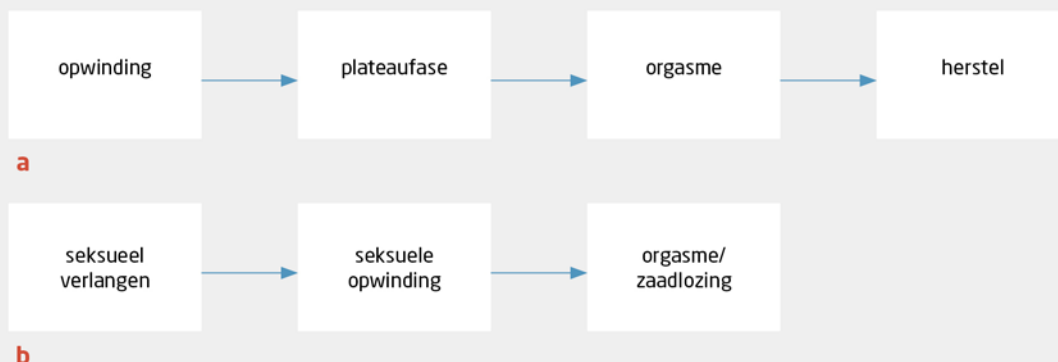 opwinding
plateaufase
orgasme
herstel
a
seksueel
verlangen
seksuele
opwinding
orgasme/
zaadlozing
b